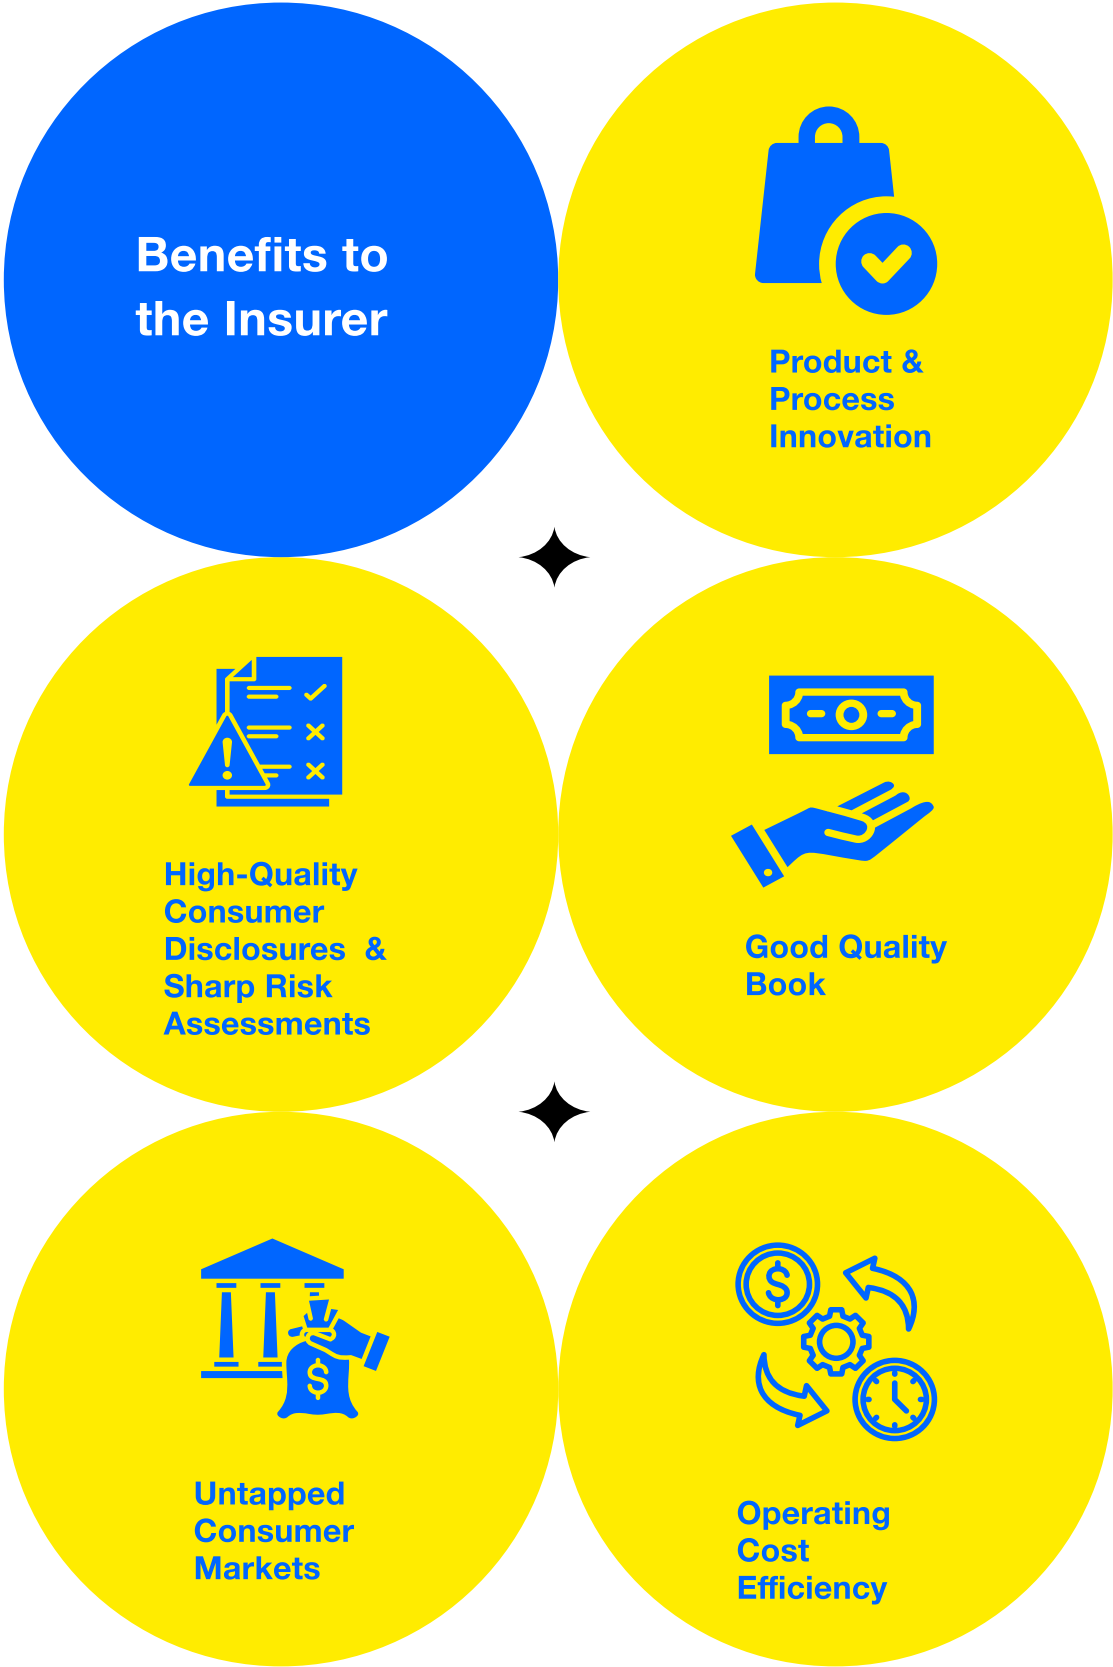 Benefits to
the Insurer
Product &
Process
Innovation
High-Quality
Consumer
Disclosures &
Sharp Risk
Assessments
Good Quality
Book
Untapped
Consumer
Markets
Operating
Cost
Efficiency